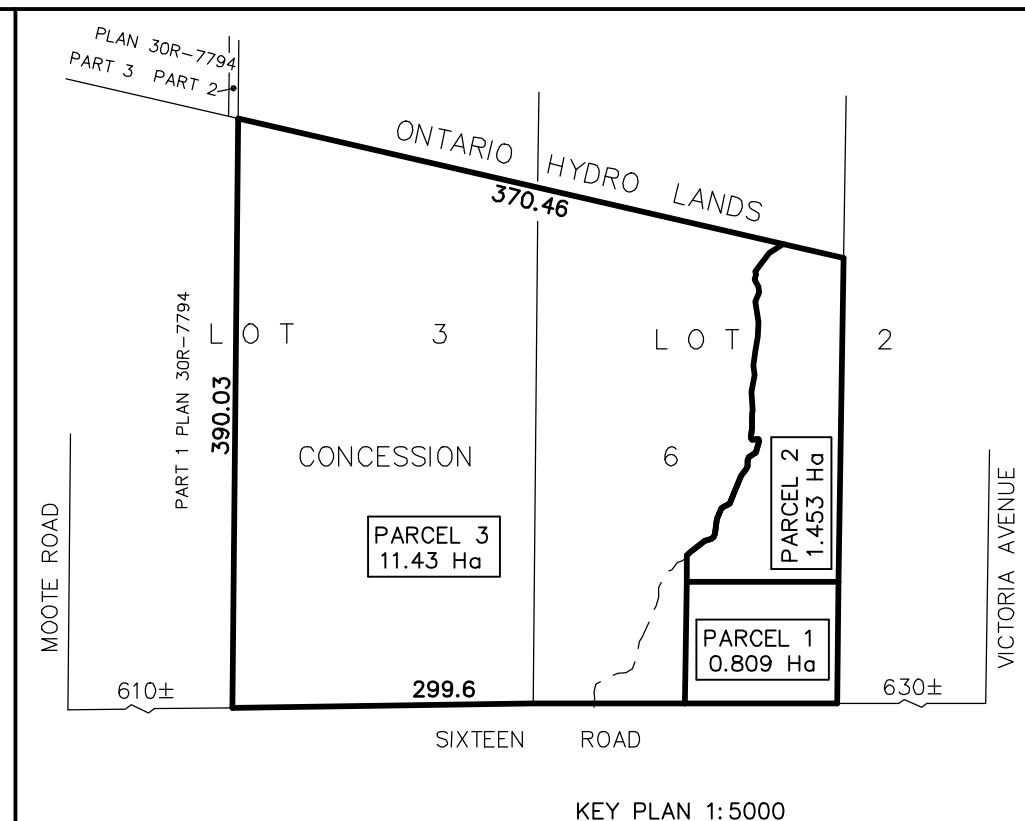 PLAN 30R-7794
PART 3 PART 2
ONTARIO HYDRO LANDS
370.46
LOT 3 LOT 2
PART 1 PLAN 30R-7794
390.03
CONCESSION 6
PARCEL 2
1.453 Ha
PARCEL 3
11.43 Ha
MOOTE ROAD
VICTORIA AVENUE
PARCEL 1
0.809 Ha
610±
299.6
630±
SIXTEEN ROAD
KEY PLAN 1:5000